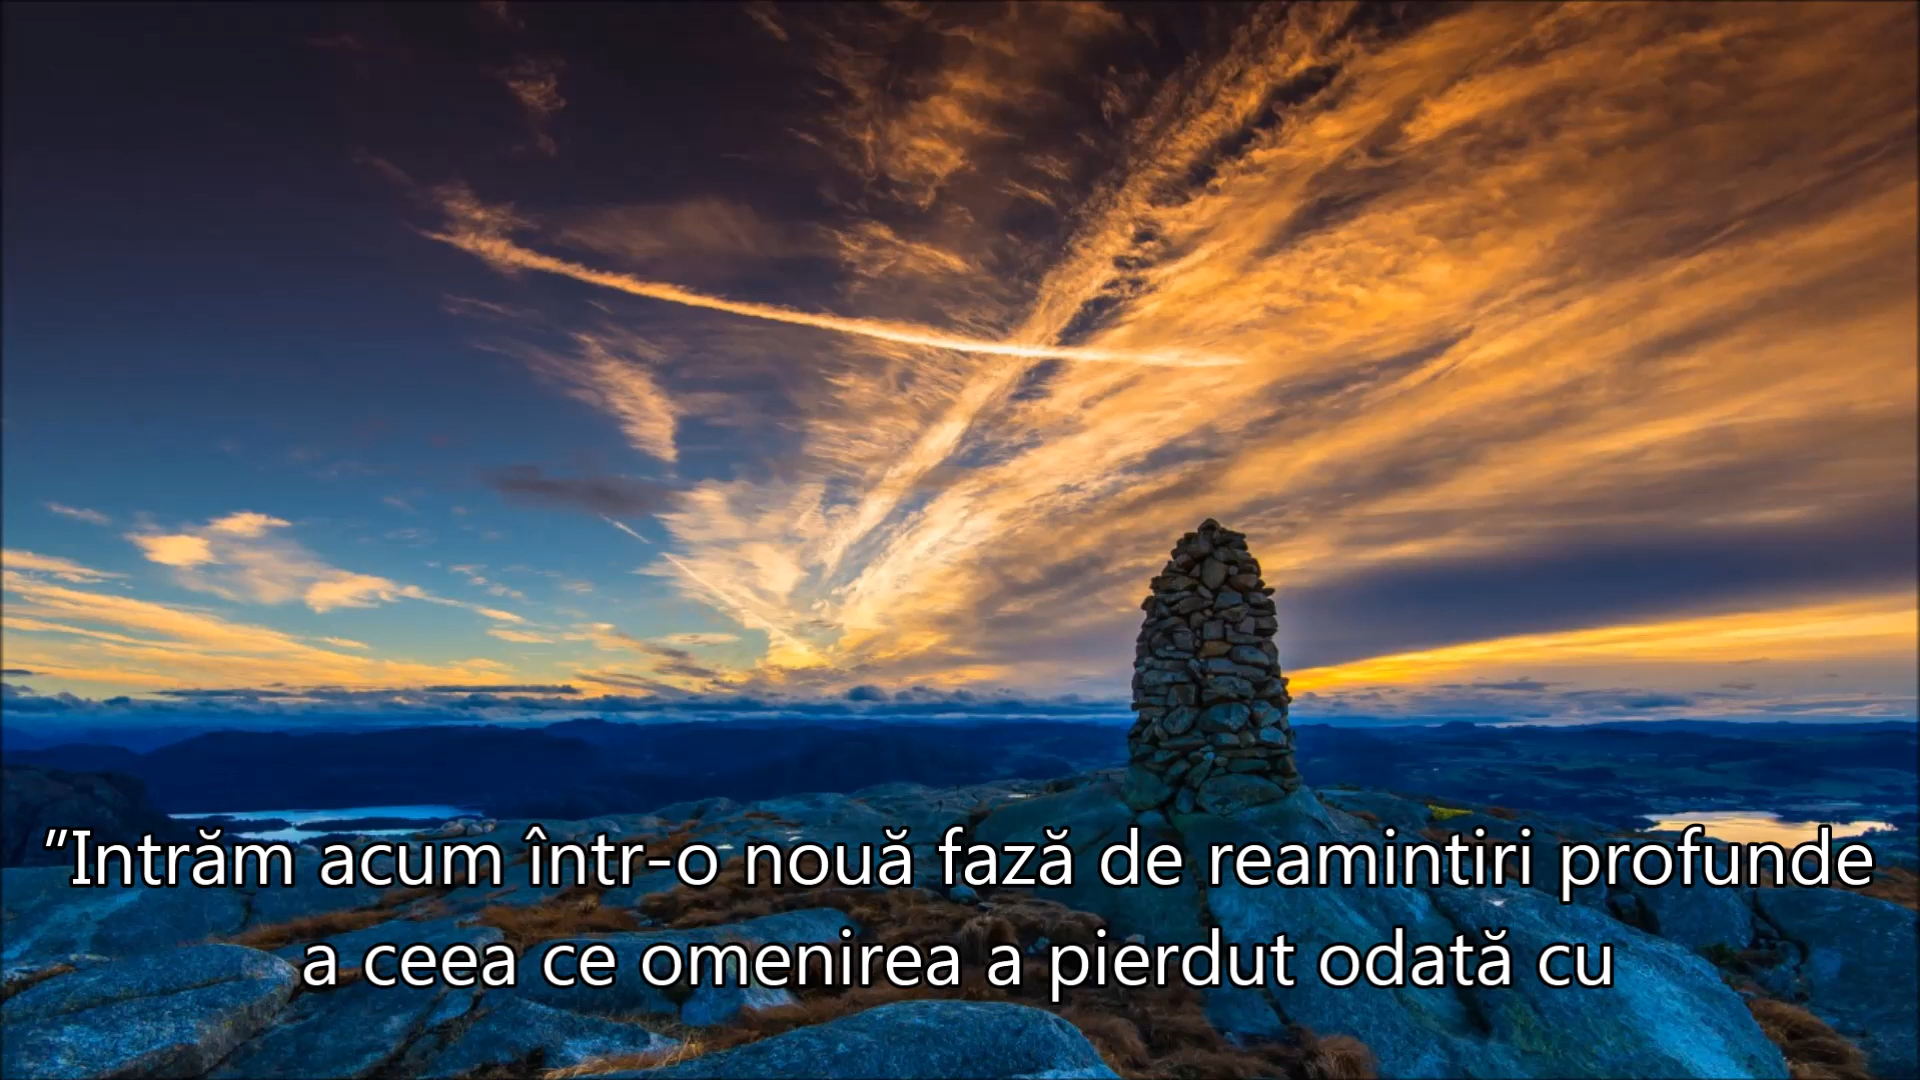 ”Intrăm acum într-o nouă fază de reamintiri profunde
a ceea ce omenirea a pierdut odată cu